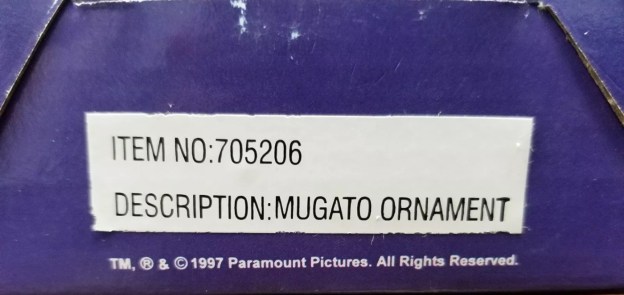 ITEM NO:705206
DESCRIPTION:MUGATO ORNAMENT
TM, ® & © 1997 Paramount Pictures. All Rights Reserved.